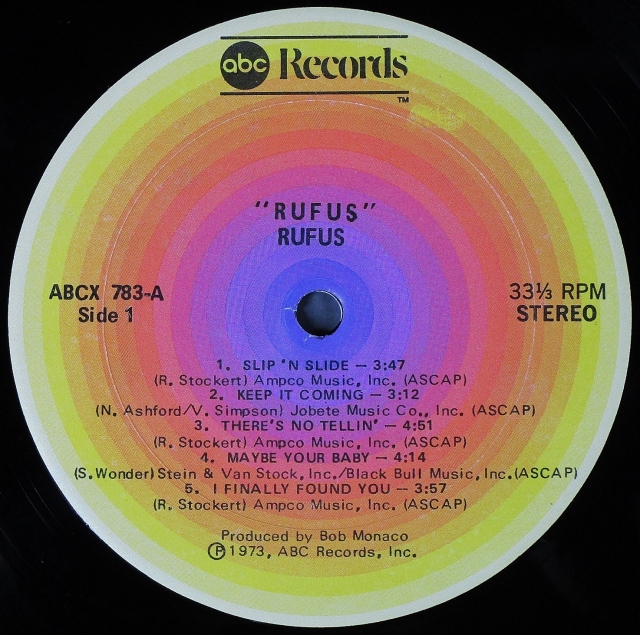 abc Records
TM
"RUFUS"
RUFUS
ABCX 783-A
Side 1
33⅓ RPM
STEREO
1. SLIP 'N SLIDE — 3:47
(R. Stockert) Ampco Music, Inc. (ASCAP)
2. KEEP IT COMING — 3:12
(N. Ashford/V. Simpson) Jobete Music Co., Inc. (ASCAP)
3. THERE'S NO TELLIN' — 4:51
(R. Stockert) Ampco Music, Inc. (ASCAP)
4. MAYBE YOUR BABY — 4:14
(S.Wonder)Stein & Van Stock, Inc./Black Bull Music, Inc.(ASCAP)
5. I FINALLY FOUND YOU — 3:57
(R. Stockert) Ampco Music, Inc. (ASCAP)
Produced by Bob Monaco
℗1973, ABC Records, Inc.